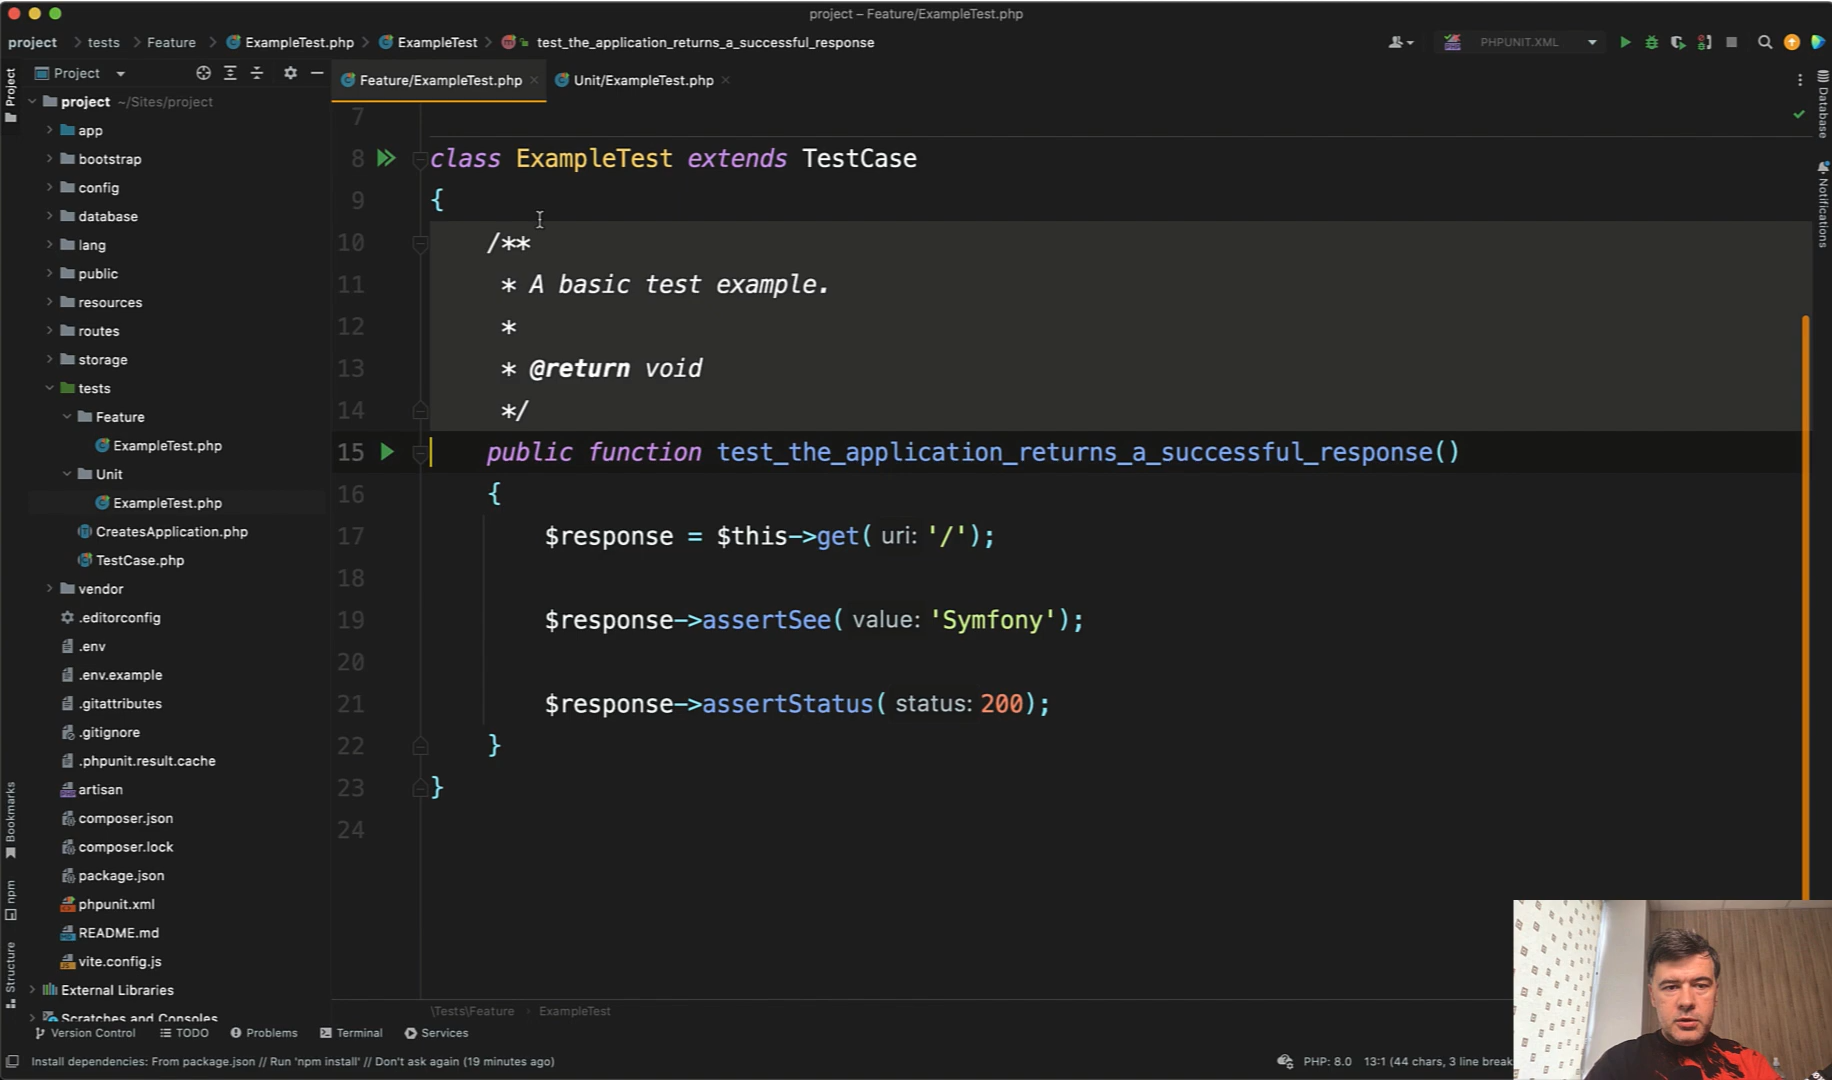 project – Feature/ExampleTest.php
project > tests > Feature > ExampleTest.php > ExampleTest > m test_the_application_returns_a_successful_response
PHPUNIT.XML
Project
Project
Feature/ExampleTest.php
Unit/ExampleTest.php
Database
Notifications
project ~/Sites/project
app
bootstrap
config
database
lang
public
resources
routes
storage
tests
Feature
ExampleTest.php
Unit
ExampleTest.php
CreatesApplication.php
TestCase.php
vendor
.editorconfig
.env
.env.example
.gitattributes
.gitignore
.phpunit.result.cache
artisan
composer.json
composer.lock
package.json
phpunit.xml
README.md
vite.config.js
External Libraries
Scratches and Consoles
Bookmarks
npm
Structure
7
8 class ExampleTest extends TestCase
9 {
10 /**
11 * A basic test example.
12 *
13 * @return void
14 */
15 public function test_the_application_returns_a_successful_response()
16 {
17 $response = $this->get( uri: '/');
18
19 $response->assertSee( value: 'Symfony');
20
21 $response->assertStatus( status: 200);
22 }
23 }
24
\Tests\Feature > ExampleTest
Version Control
TODO
Problems
Terminal
Services
Install dependencies: From package.json // Run 'npm install' // Don't ask again (19 minutes ago)
PHP: 8.0
13:1 (44 chars, 3 line break